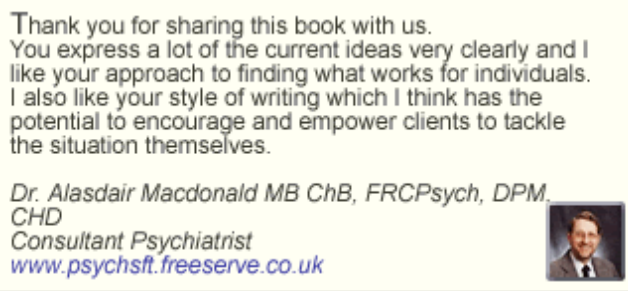 Thank you for sharing this book with us.
You express a lot of the current ideas very clearly and I
like your approach to finding what works for individuals.
I also like your style of writing which I think has the
potential to encourage and empower clients to tackle
the situation themselves.
Dr. Alasdair Macdonald MB ChB, FRCPsych, DPM,
CHD
Consultant Psychiatrist
www.psychsft.freeserve.co.uk